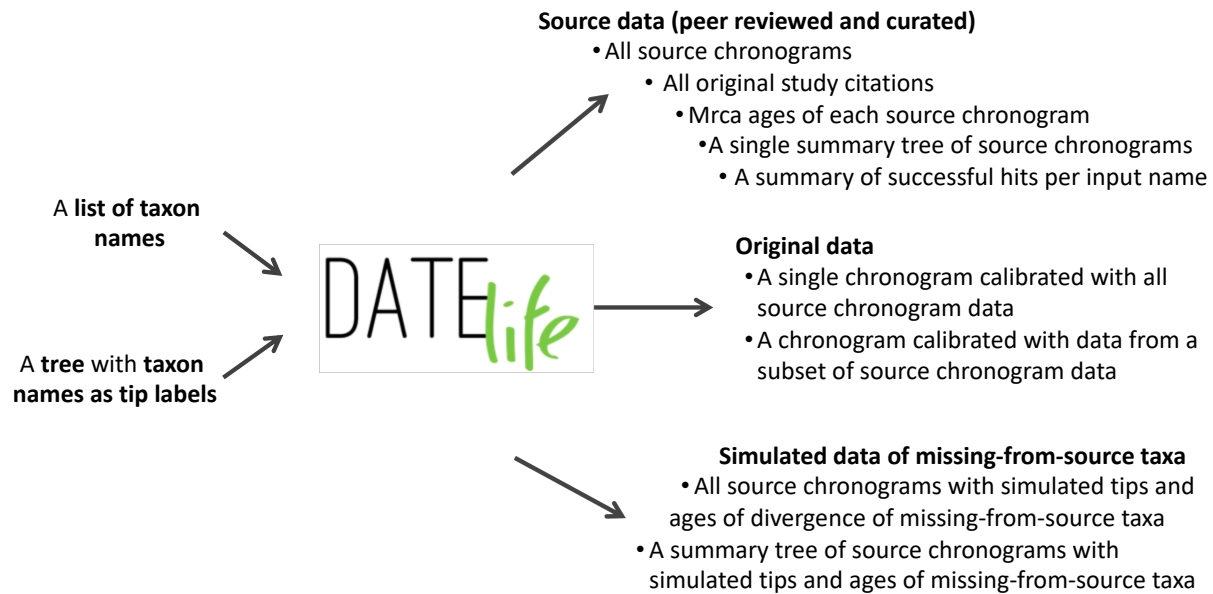 Source data (peer reviewed and curated)
• All source chronograms
• All original study citations
• Mrca ages of each source chronogram
• A single summary tree of source chronograms
• A summary of successful hits per input name
A list of taxon
names
A tree with taxon
names as tip labels
DATE life
Original data
• A single chronogram calibrated with all
source chronogram data
• A chronogram calibrated with data from a
subset of source chronogram data
Simulated data of missing-from-source taxa
• All source chronograms with simulated tips and
ages of divergence of missing-from-source taxa
• A summary tree of source chronograms with
simulated tips and ages of missing-from-source taxa